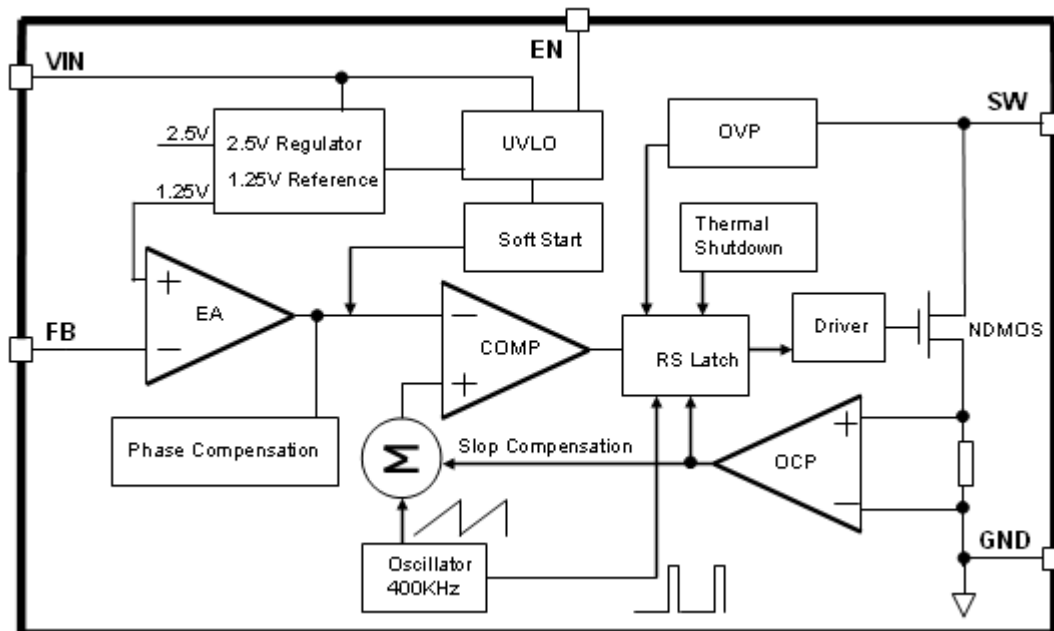 EN
VIN
SW
2.5V
2.5V Regulator
1.25V Reference
1.25V
UVLO
OVP
Soft Start
Thermal
Shutdown
EA
FB
COMP
RS Latch
Driver
NDMOS
Phase Compensation
Σ
Slop Compensation
OCP
Oscillator
400KHz
GND